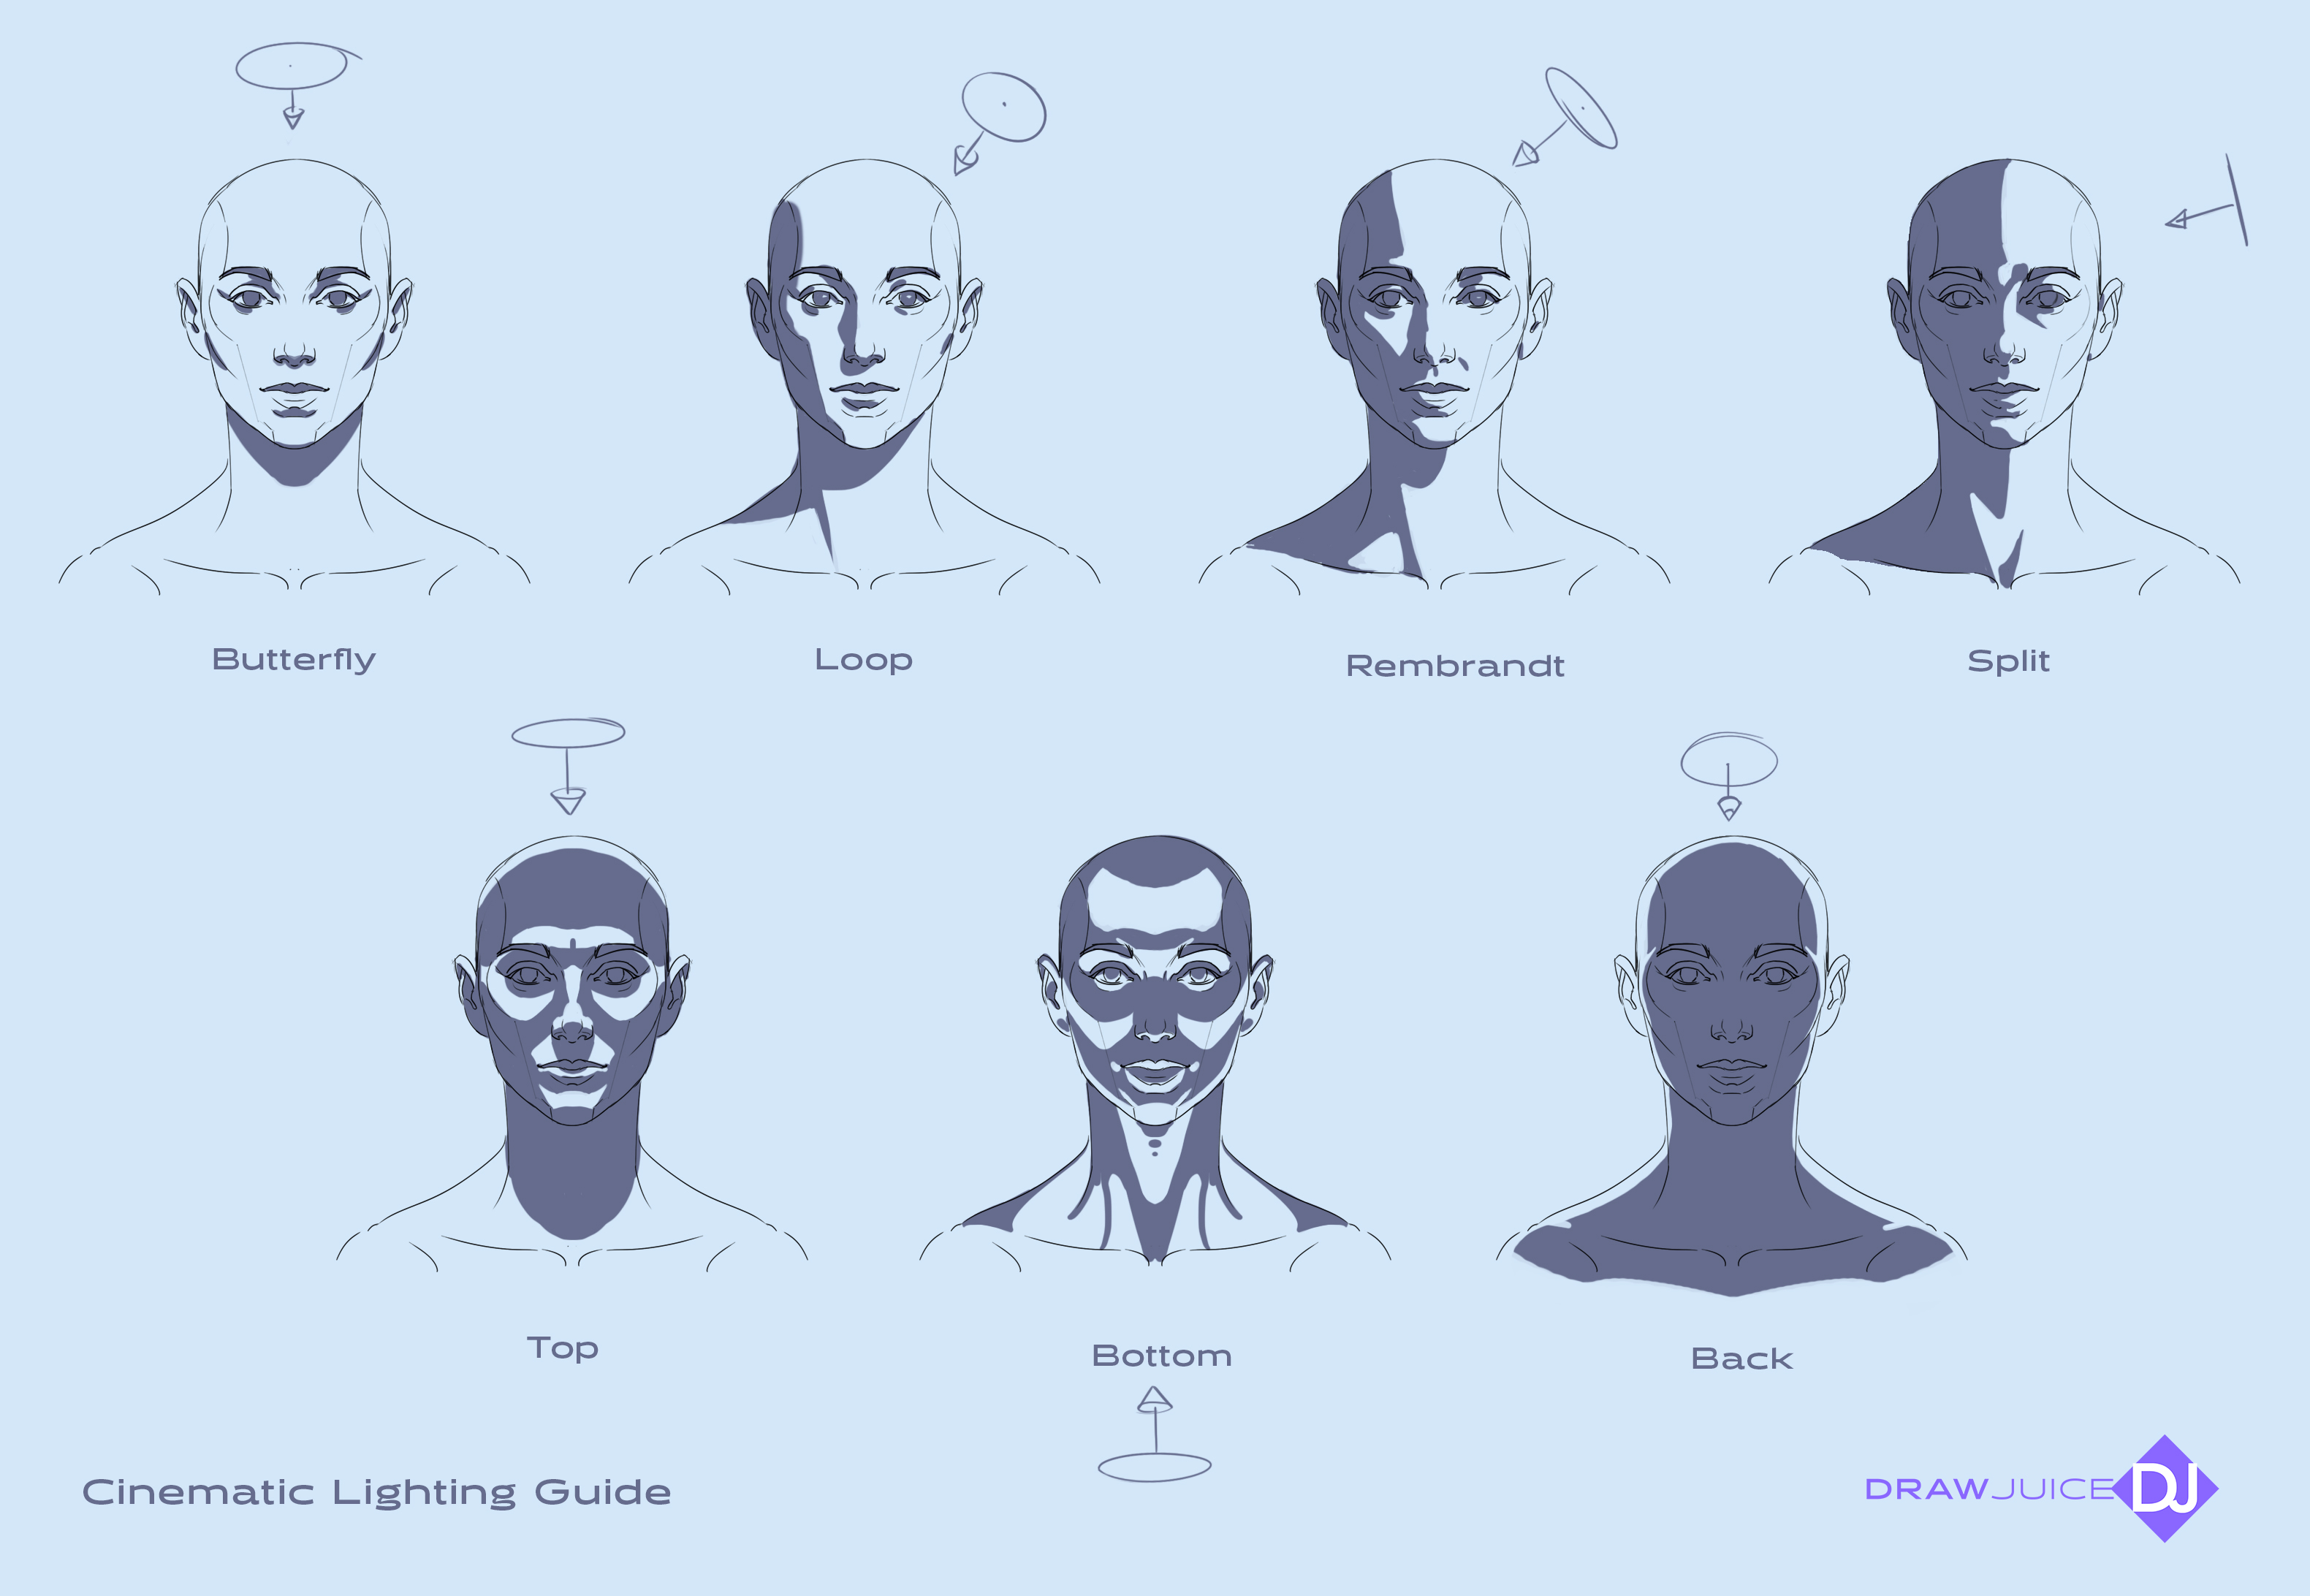 Butterfly
Loop
Rembrandt
Split
Top
Bottom
Back
Cinematic Lighting Guide
DRAWJUICE DJ